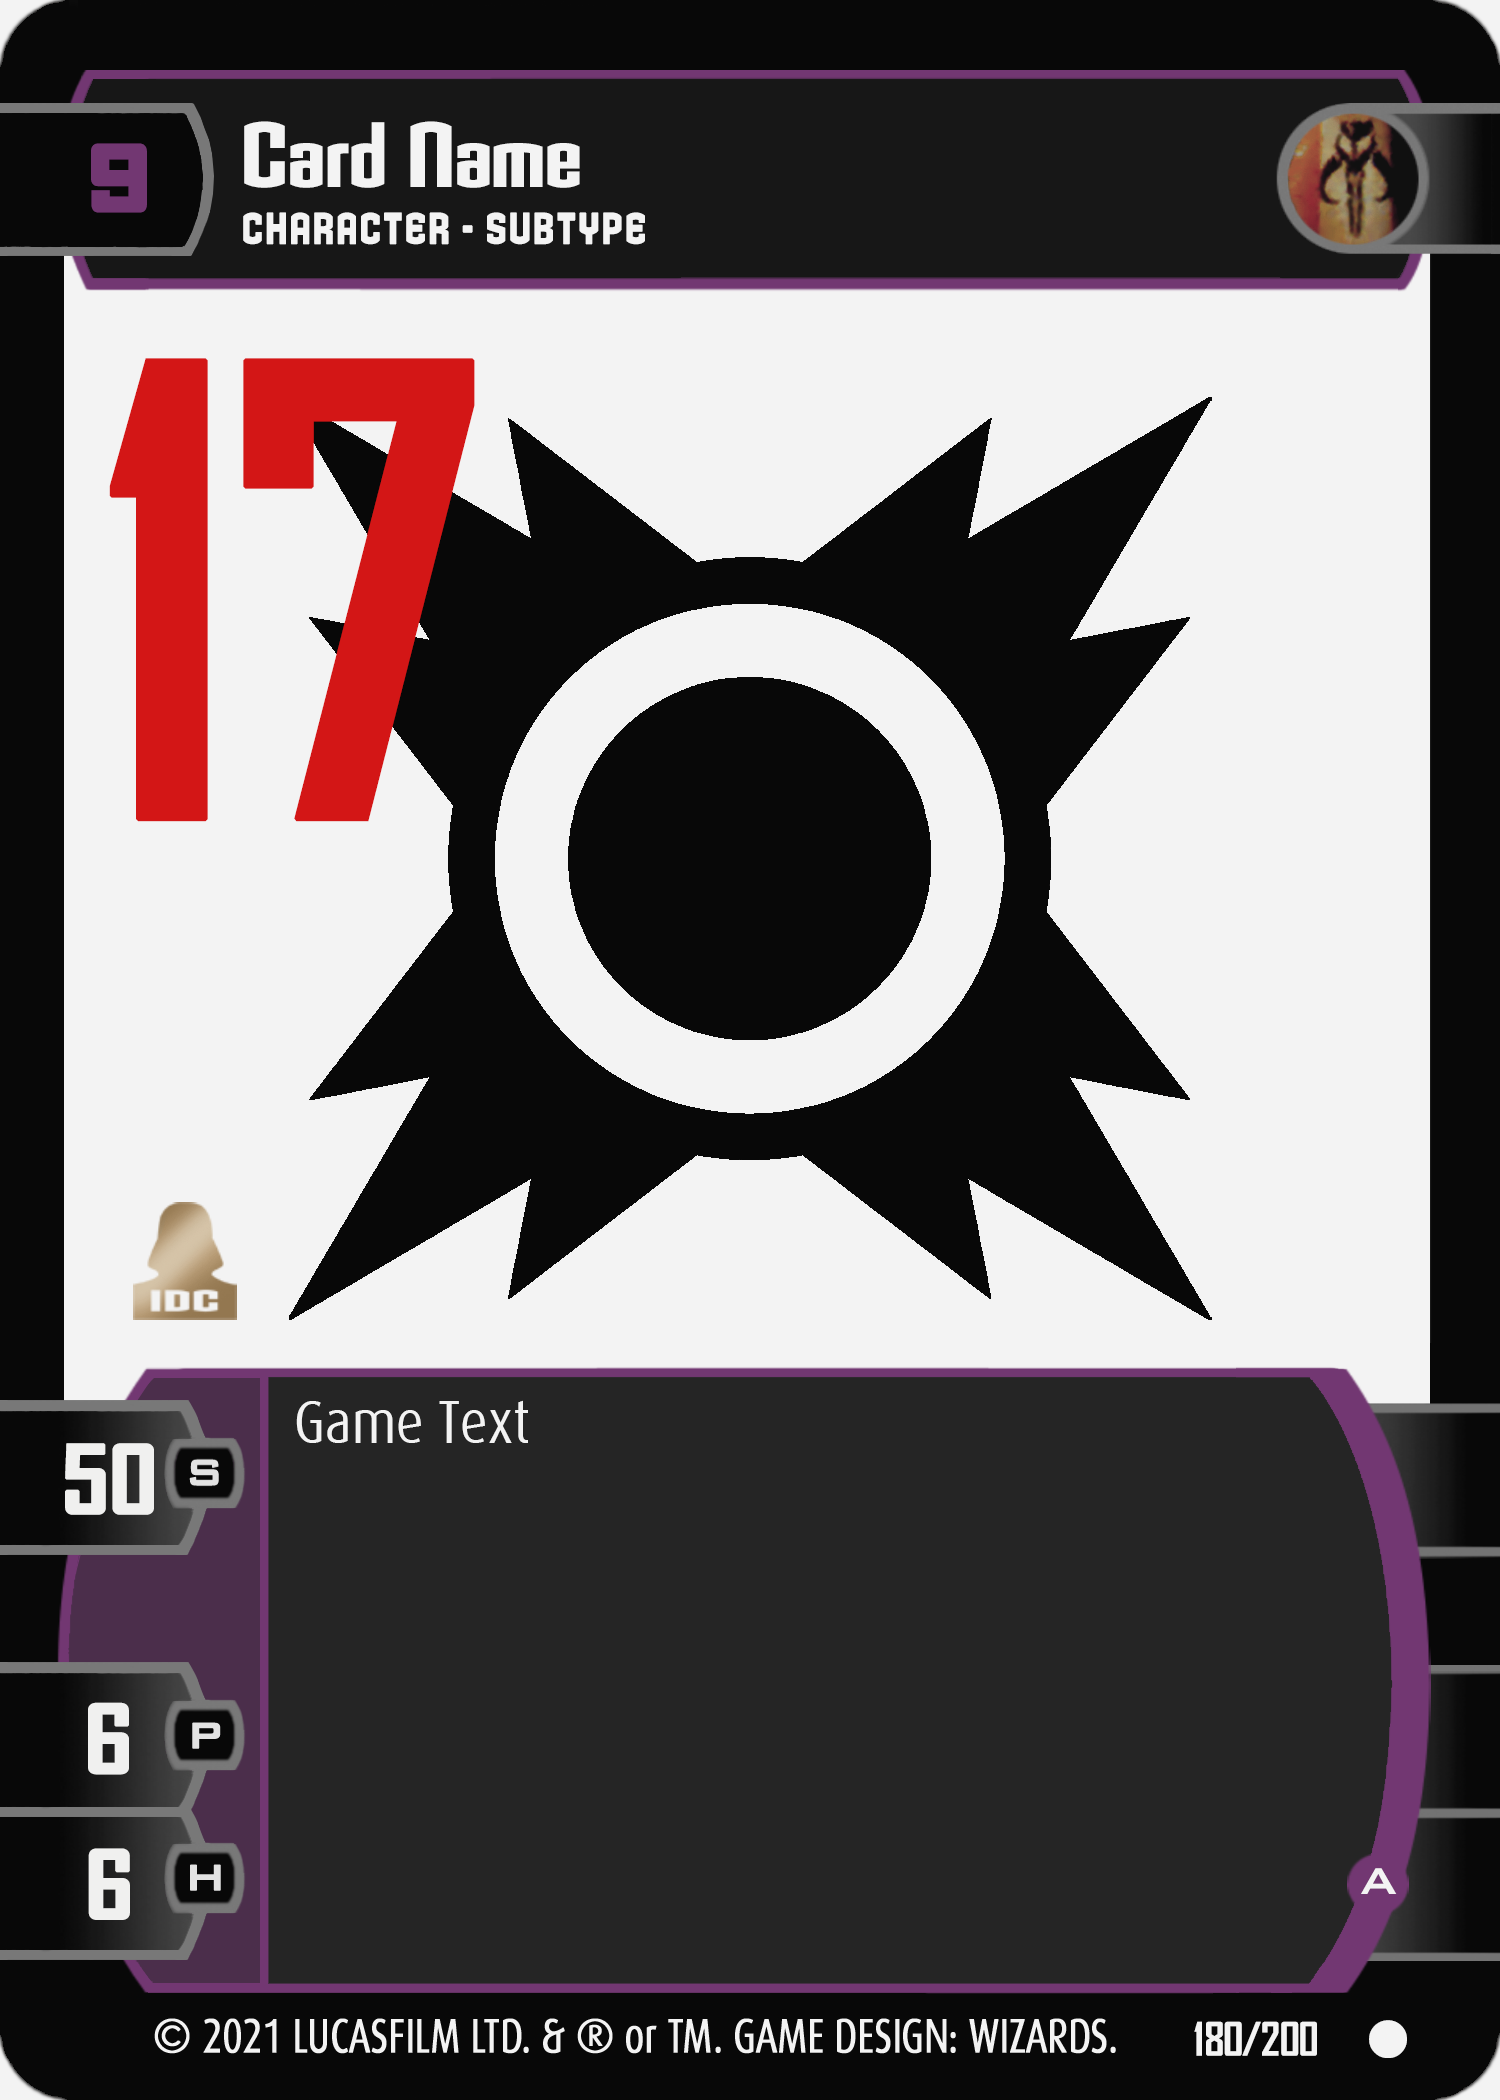 9
Card Name
CHARACTER - SUBTYPE
17
IDC
50 S
Game Text
6 P
6 H
A
© 2021 LUCASFILM LTD. & ® or TM. GAME DESIGN: WIZARDS.
180/200